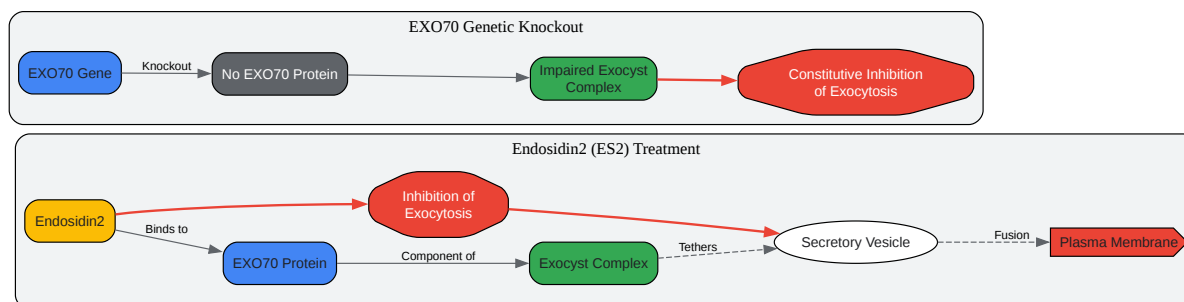 EXO70 Genetic Knockout
EXO70 Gene
Knockout
No EXO70 Protein
Impaired Exocyst
Complex
Constitutive Inhibition
of Exocytosis
Endosidin2 (ES2) Treatment
Endosidin2
Binds to
Inhibition of
Exocytosis
EXO70 Protein
Component of
Exocyst Complex
Tethers
Secretory Vesicle
Fusion
Plasma Membrane